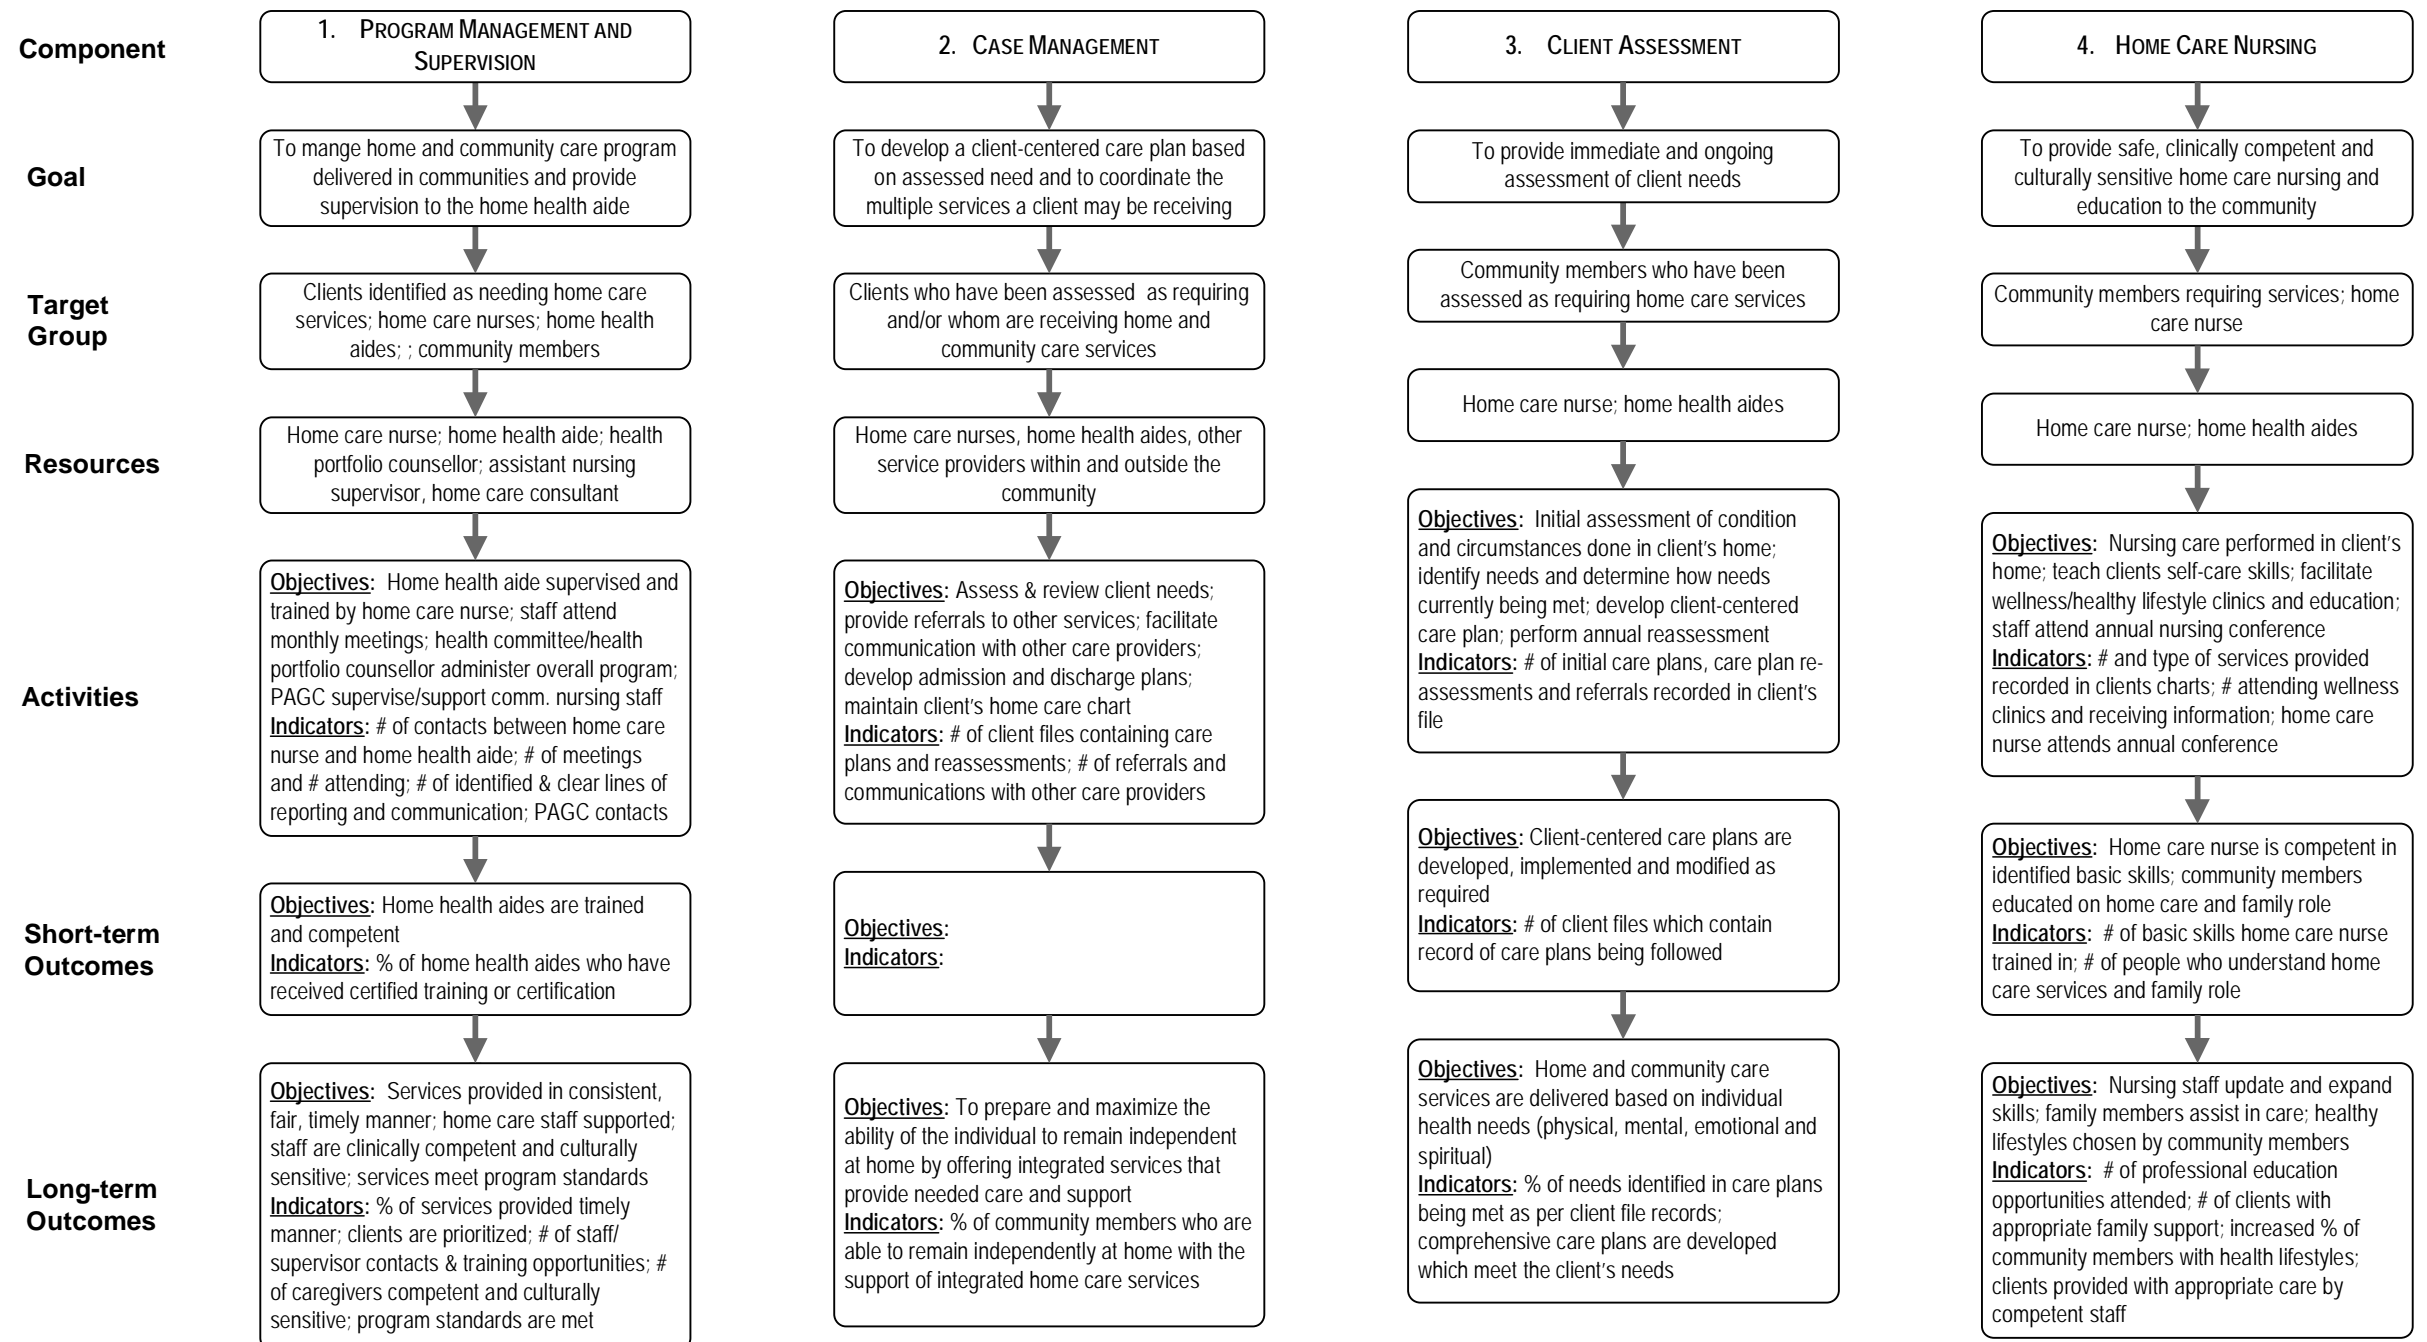 Component
1. PROGRAM MANAGEMENT AND
SUPERVISION
2. CASE MANAGEMENT
3. CLIENT ASSESSMENT
4. HOME CARE NURSING
Goal
To mange home and community care program
delivered in communities and provide
supervision to the home health aide
To develop a client-centered care plan based
on assessed need and to coordinate the
multiple services a client may be receiving
To provide immediate and ongoing
assessment of client needs
To provide safe, clinically competent and
culturally sensitive home care nursing and
education to the community
Target
Group
Clients identified as needing home care
services; home care nurses; home health
aides; ; community members
Clients who have been assessed as requiring
and/or whom are receiving home and
community care services
Community members who have been
assessed as requiring home care services
Community members requiring services; home
care nurse
Resources
Home care nurse; home health aide; health
portfolio counsellor; assistant nursing
supervisor, home care consultant
Home care nurses, home health aides, other
service providers within and outside the
community
Home care nurse; home health aides
Home care nurse; home health aides
Activities
Objectives: Home health aide supervised and
trained by home care nurse; staff attend
monthly meetings; health committee/health
portfolio counsellor administer overall program;
PAGC supervise/support comm. nursing staff
Indicators: # of contacts between home care
nurse and home health aide; # of meetings
and # attending; # of identified & clear lines of
reporting and communication; PAGC contacts
Objectives: Assess & review client needs;
provide referrals to other services; facilitate
communication with other care providers;
develop admission and discharge plans;
maintain client's home care chart
Indicators: # of client files containing care
plans and reassessments; # of referrals and
communications with other care providers
Objectives: Initial assessment of condition
and circumstances done in client's home;
identify needs and determine how needs
currently being met; develop client-centered
care plan; perform annual reassessment
Indicators: # of initial care plans, care plan re-
assessments and referrals recorded in client's
file
Objectives: Nursing care performed in client's
home; teach clients self-care skills; facilitate
wellness/healthy lifestyle clinics and education;
staff attend annual nursing conference
Indicators: # and type of services provided
recorded in clients charts; # attending wellness
clinics and receiving information; home care
nurse attends annual conference
Short-term
Outcomes
Objectives: Home health aides are trained
and competent
Indicators: % of home health aides who have
received certified training or certification
Objectives:
Indicators:
Objectives: Client-centered care plans are
developed, implemented and modified as
required
Indicators: # of client files which contain
record of care plans being followed
Objectives: Home care nurse is competent in
identified basic skills; community members
educated on home care and family role
Indicators: # of basic skills home care nurse
trained in; # of people who understand home
care services and family role
Long-term
Outcomes
Objectives: Services provided in consistent,
fair, timely manner; home care staff supported;
staff are clinically competent and culturally
sensitive; services meet program standards
Indicators: % of services provided timely
manner; clients are prioritized; # of staff/
supervisor contacts & training opportunities; #
of caregivers competent and culturally
sensitive; program standards are met
Objectives: To prepare and maximize the
ability of the individual to remain independent
at home by offering integrated services that
provide needed care and support
Indicators: % of community members who are
able to remain independently at home with the
support of integrated home care services
Objectives: Home and community care
services are delivered based on individual
health needs (physical, mental, emotional and
spiritual)
Indicators: % of needs identified in care plans
being met as per client file records;
comprehensive care plans are developed
which meet the client's needs
Objectives: Nursing staff update and expand
skills; family members assist in care; healthy
lifestyles chosen by community members
Indicators: # of professional education
opportunities attended; # of clients with
appropriate family support; increased % of
community members with health lifestyles;
clients provided with appropriate care by
competent staff